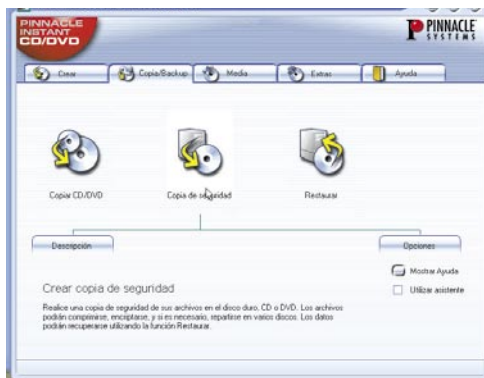 PINNACLE
INSTANT
CD/DVD
PINNACLE
SYSTEMS
Crear
Copia/Backup
Media
Extras
Ayuda
Copiar CD/DVD
Copia de seguridad
Restaurar
Descripción
Opciones
Mostrar Ayuda
Utilizar asistente
Crear copia de seguridad
Realice una copia de seguridad de sus archivos en el disco duro, CD o DVD. Los archivos
podrán comprimirse, encriptarse, y si es necesario, repartirse en varios discos. Los datos
podrán recuperarse utilizando la función Restaurar.